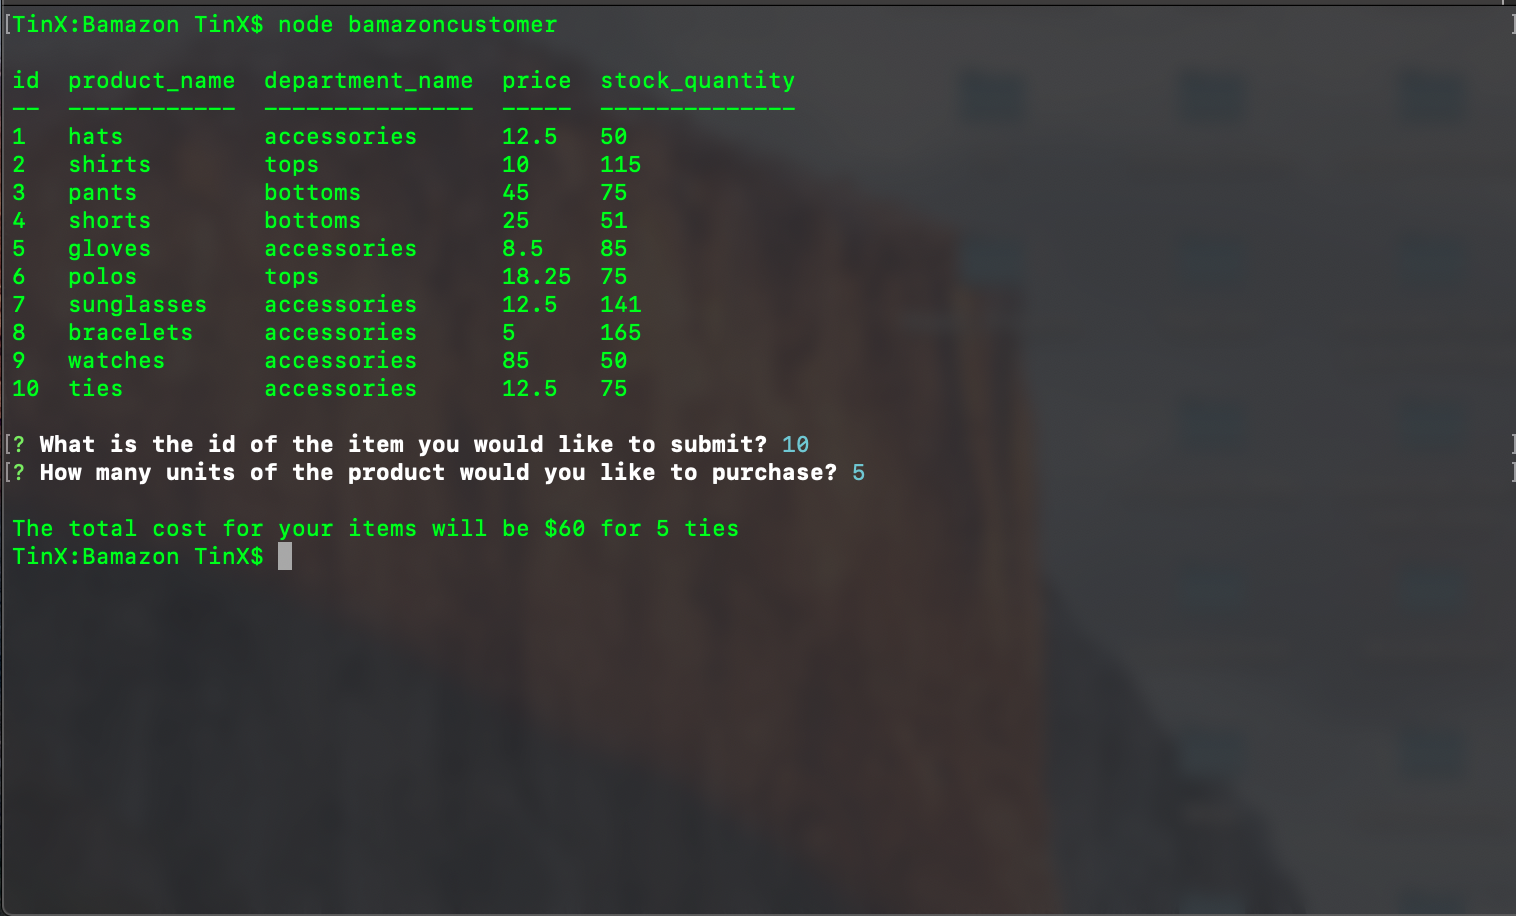 [TinX:Bamazon TinX$ node bamazoncustomer ]
id  product_name  department_name  price  stock_quantity
--  ------------  ---------------  -----  --------------
1   hats          accessories      12.5   50
2   shirts        tops             10     115
3   pants         bottoms          45     75
4   shorts        bottoms          25     51
5   gloves        accessories      8.5    85
6   polos         tops             18.25  75
7   sunglasses    accessories      12.5   141
8   bracelets     accessories      5      165
9   watches       accessories      85     50
10  ties          accessories      12.5   75
[? What is the id of the item you would like to submit? 10 ]
[? How many units of the product would you like to purchase? 5 ]
The total cost for your items will be $60 for 5 ties
TinX:Bamazon TinX$